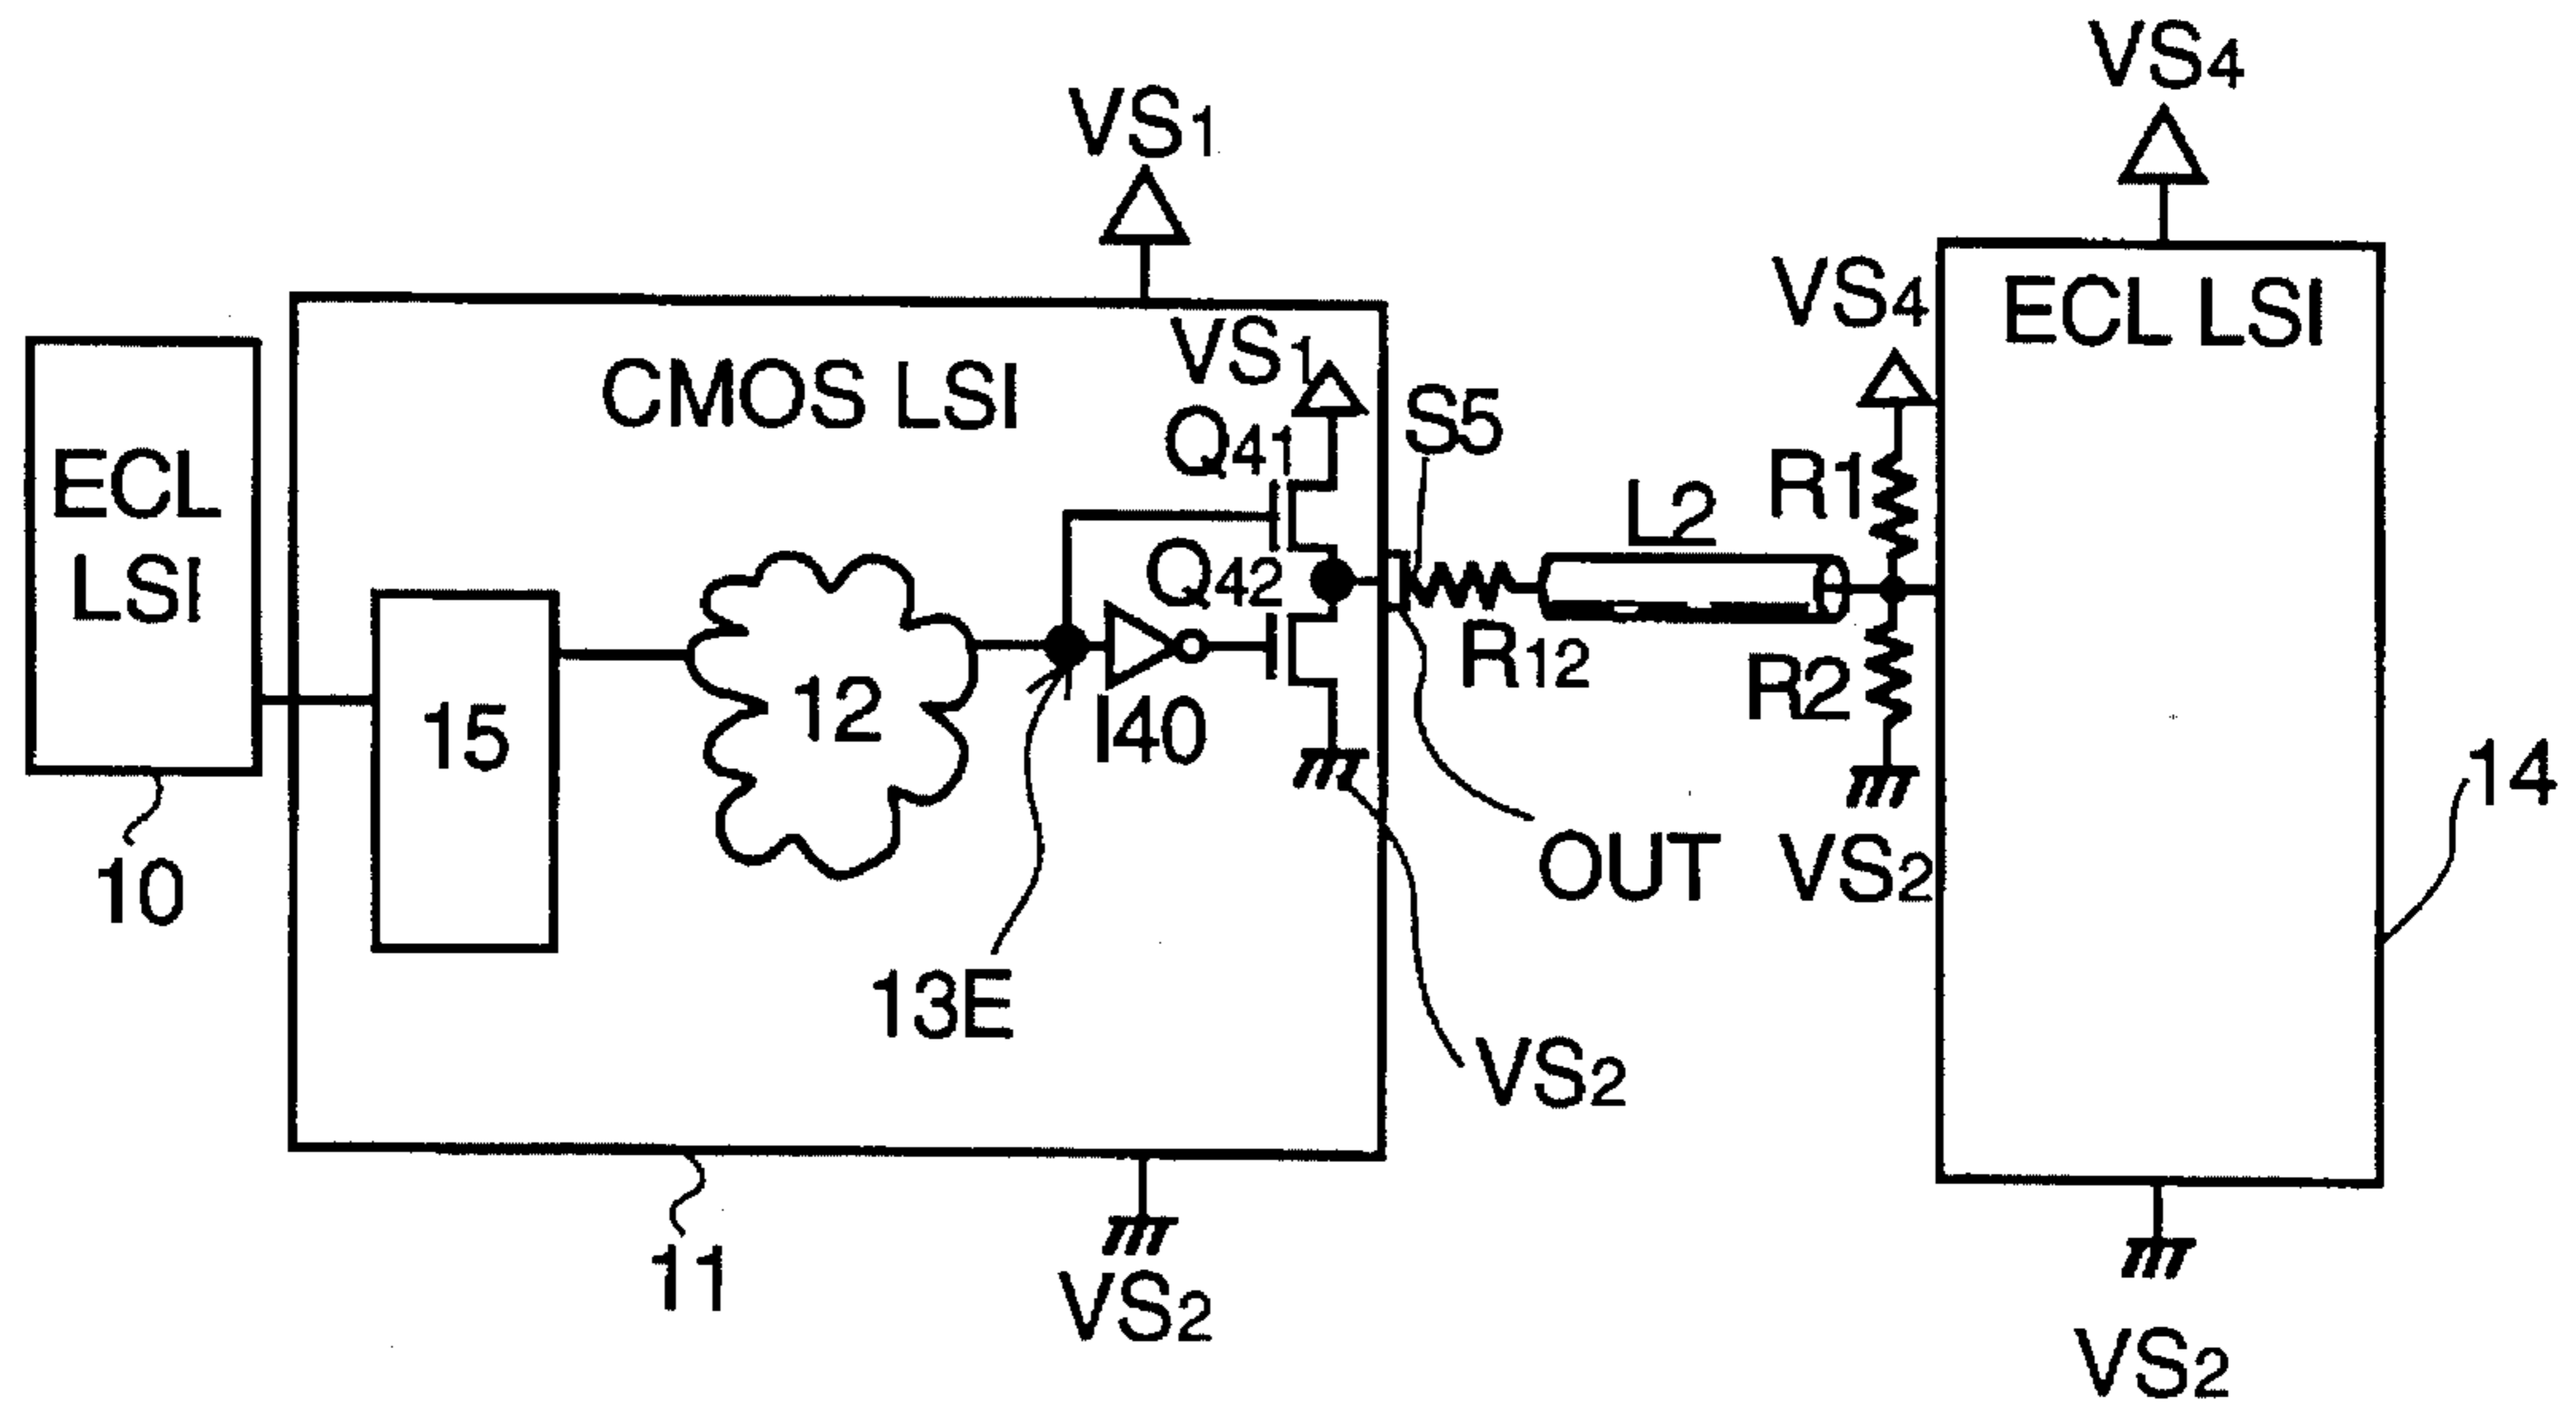 VS4
VS1
VS4
ECL LSI
VS1
CMOS LSI
S5
Q41
ECL
LSI
R1
L2
Q42
R12
R2
12
15
I40
14
OUT
VS2
10
13E
VS2
11
VS2
VS2